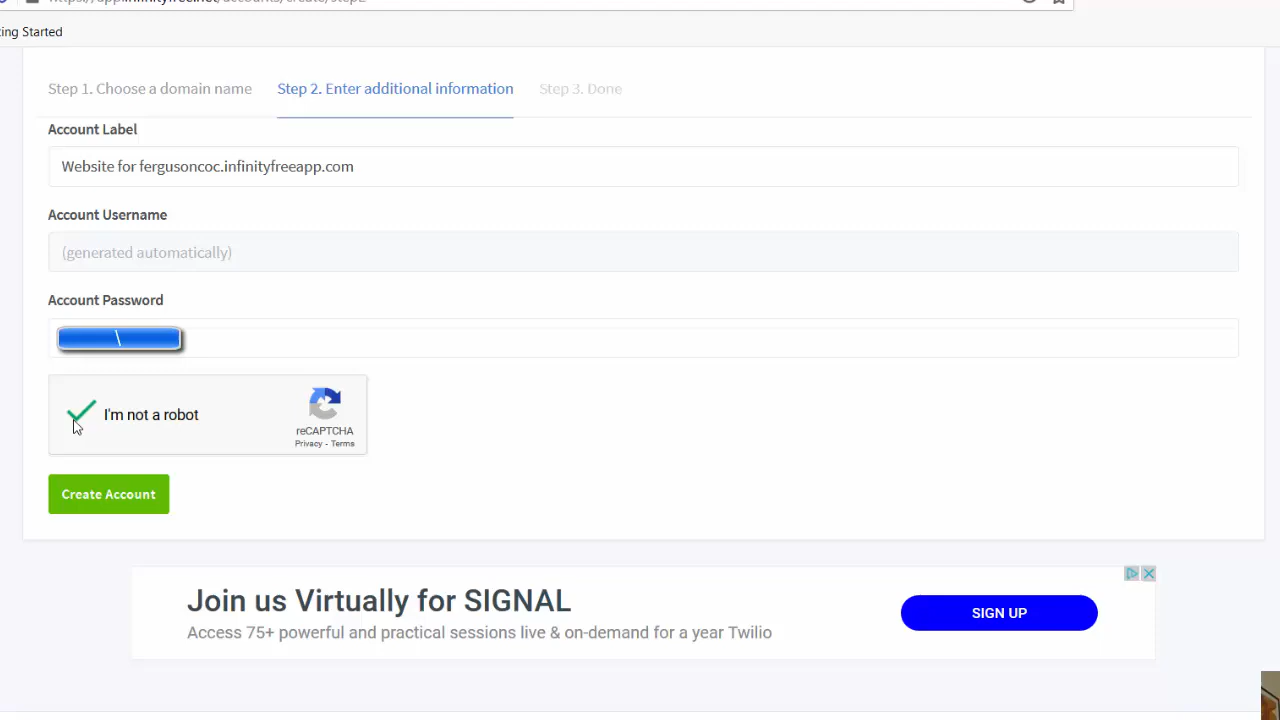 ing Started
Step 1. Choose a domain name
Step 2. Enter additional information
Step 3. Done
Account Label
Website for fergusoncoc.infinityfreeapp.com
Account Username
(generated automatically)
Account Password
\
I'm not a robot
reCAPTCHA
Privacy - Terms
Create Account
Join us Virtually for SIGNAL
Access 75+ powerful and practical sessions live & on-demand for a year Twilio
SIGN UP